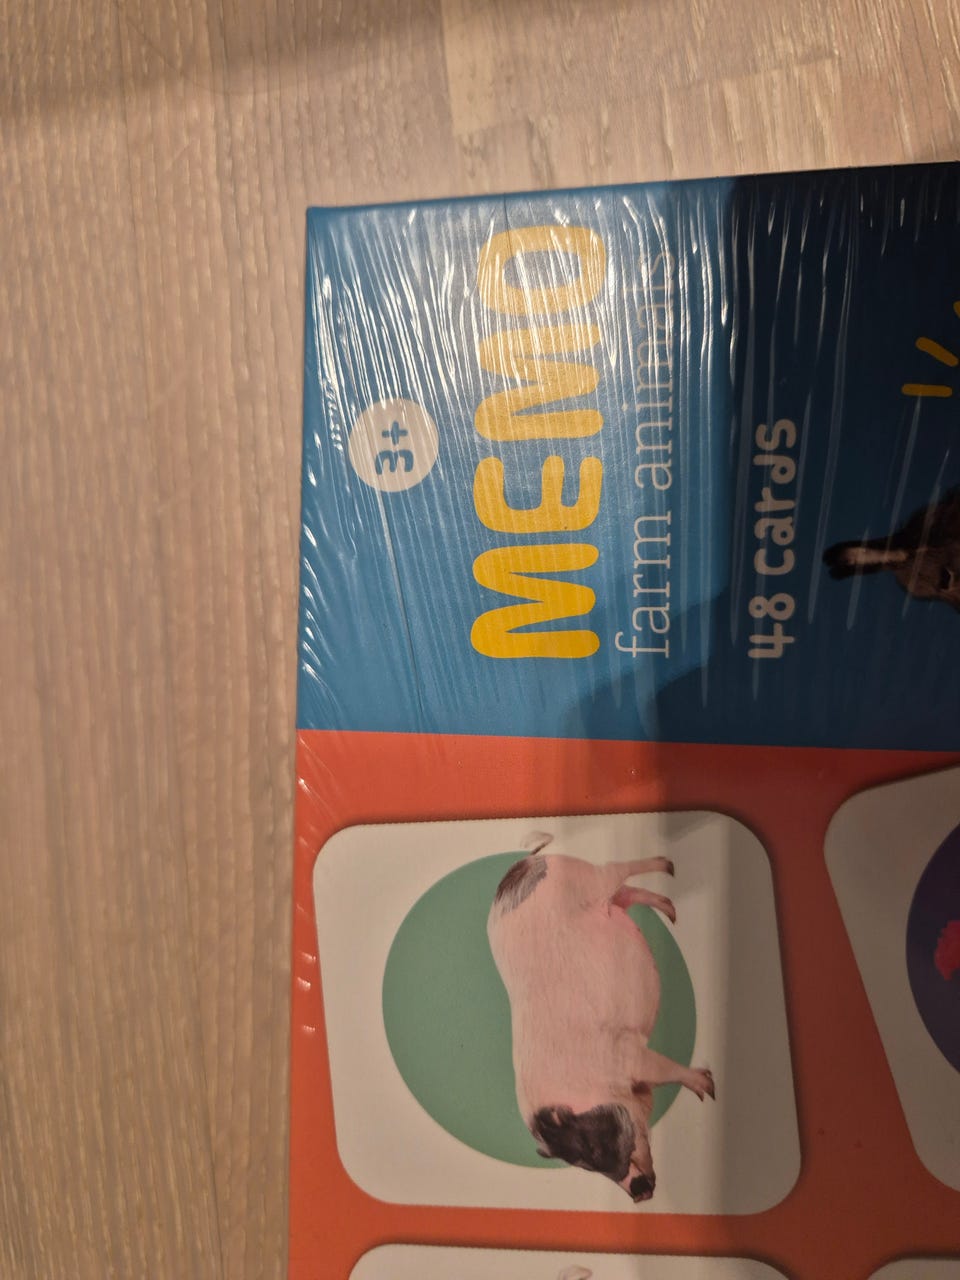 3+
MEMO
farm animals
48 cards